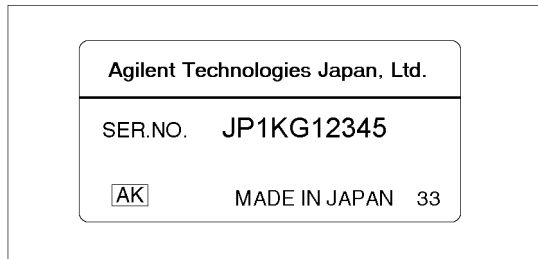 Agilent Technologies Japan, Ltd.
SER.NO. JP1KG12345
AK MADE IN JAPAN 33